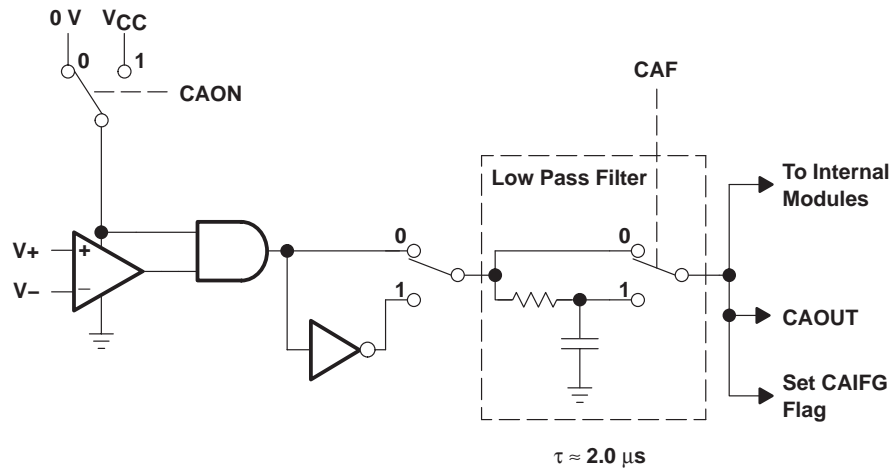 0 V VCC
0 1
CAON
CAF
Low Pass Filter
To Internal
Modules
V+
+
V−
−
0
1
0
1
CAOUT
Set CAIFG
Flag
τ ≈ 2.0 μs